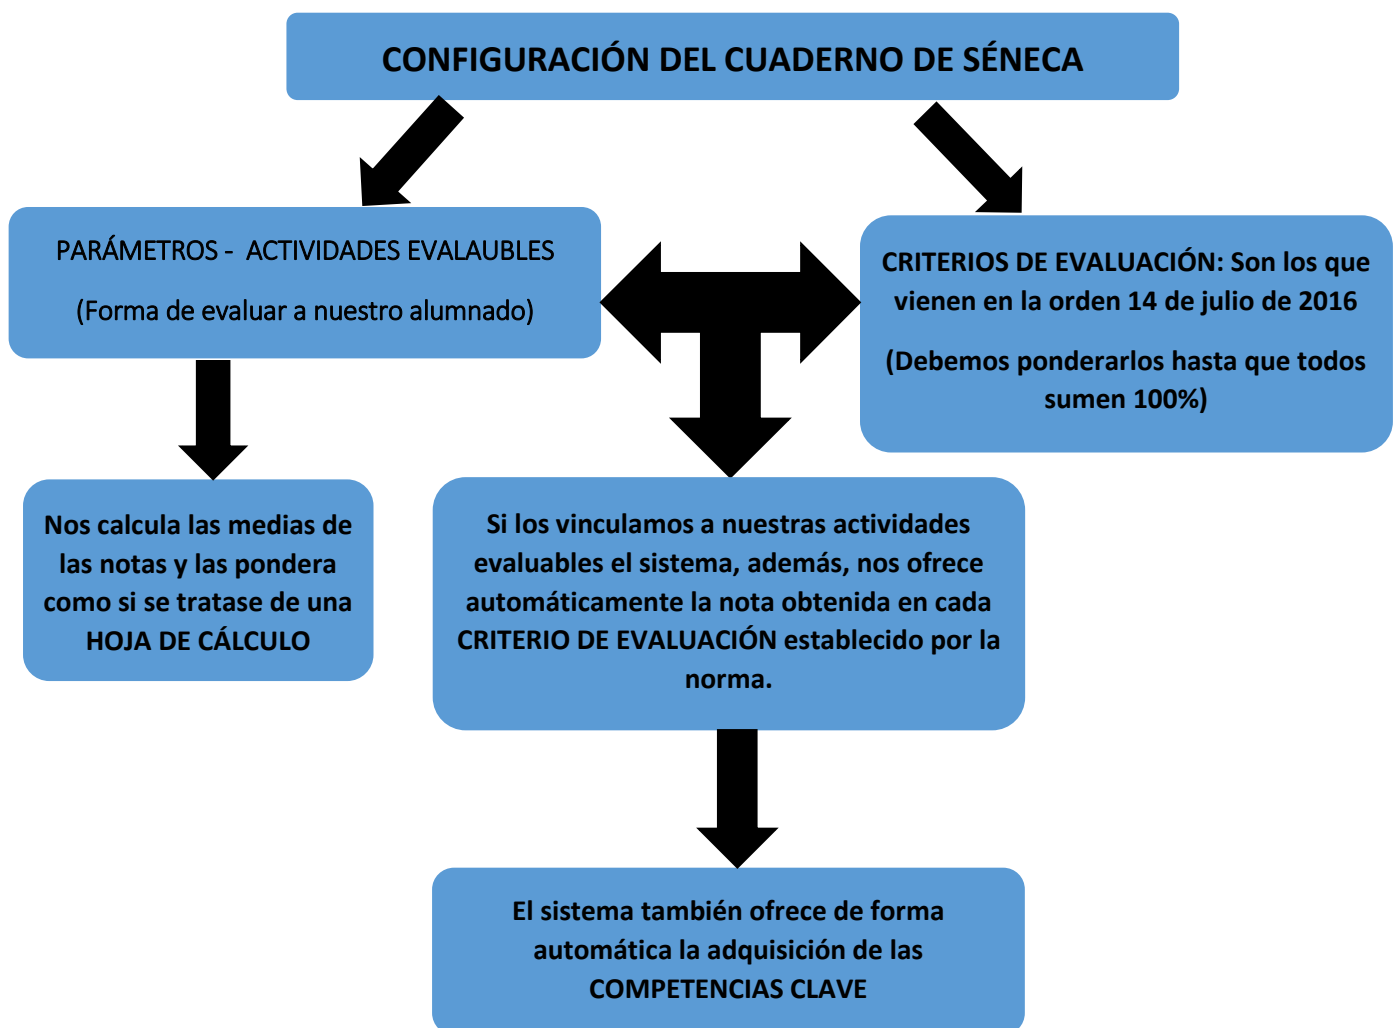 CONFIGURACIÓN DEL CUADERNO DE SÉNECA
PARÁMETROS - ACTIVIDADES EVALAUBLES
(Forma de evaluar a nuestro alumnado)
CRITERIOS DE EVALUACIÓN: Son los que
vienen en la orden 14 de julio de 2016
(Debemos ponderarlos hasta que todos
sumen 100%)
Nos calcula las medias de
las notas y las pondera
como si se tratase de una
HOJA DE CÁLCULO
Si los vinculamos a nuestras actividades
evaluables el sistema, además, nos ofrece
automáticamente la nota obtenida en cada
CRITERIO DE EVALUACIÓN establecido por la
norma.
El sistema también ofrece de forma
automática la adquisición de las
COMPETENCIAS CLAVE